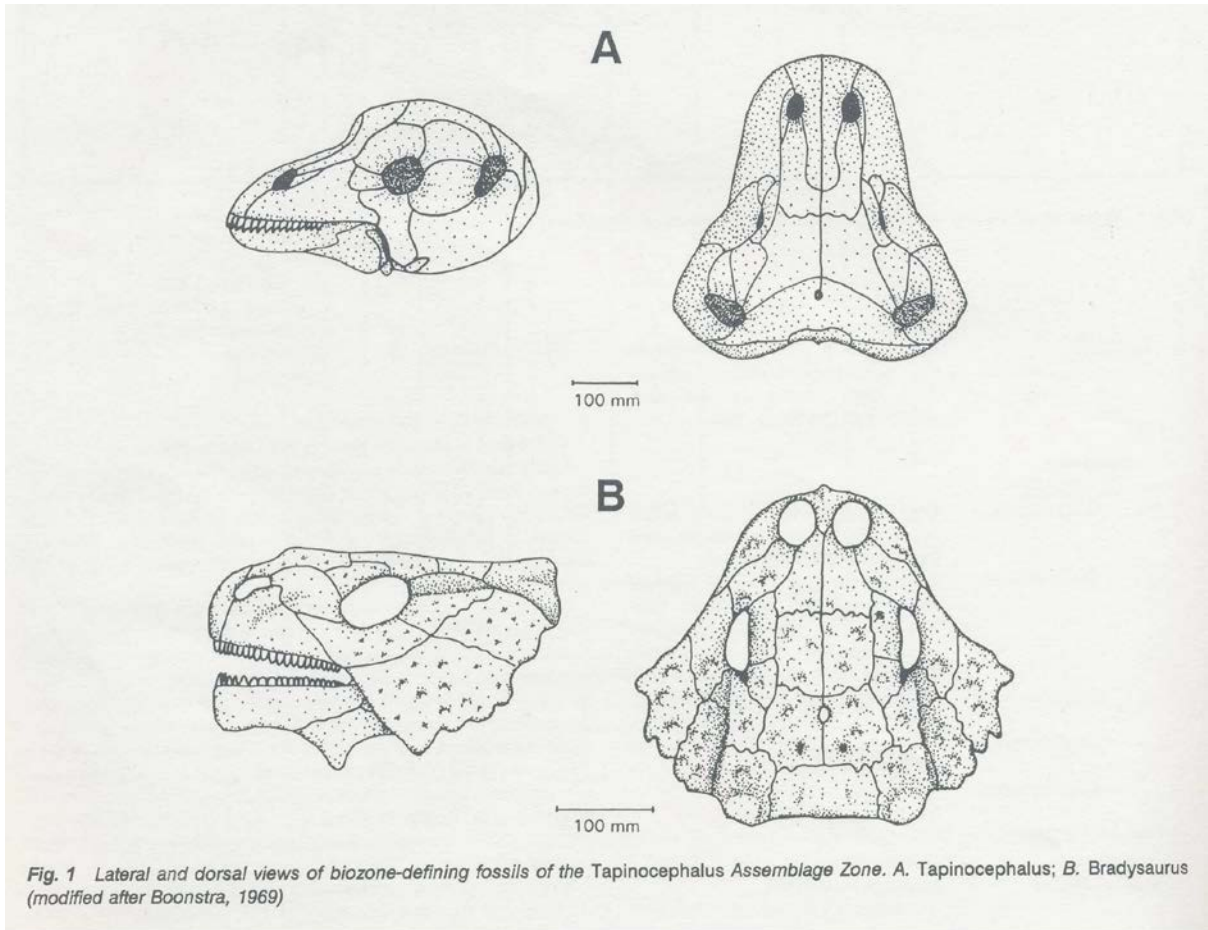 A
100 mm
B
100 mm
Fig. 1 Lateral and dorsal views of biozone-defining fossils of the Tapinocephalus Assemblage Zone. A. Tapinocephalus; B. Bradysaurus
(modified after Boonstra, 1969)